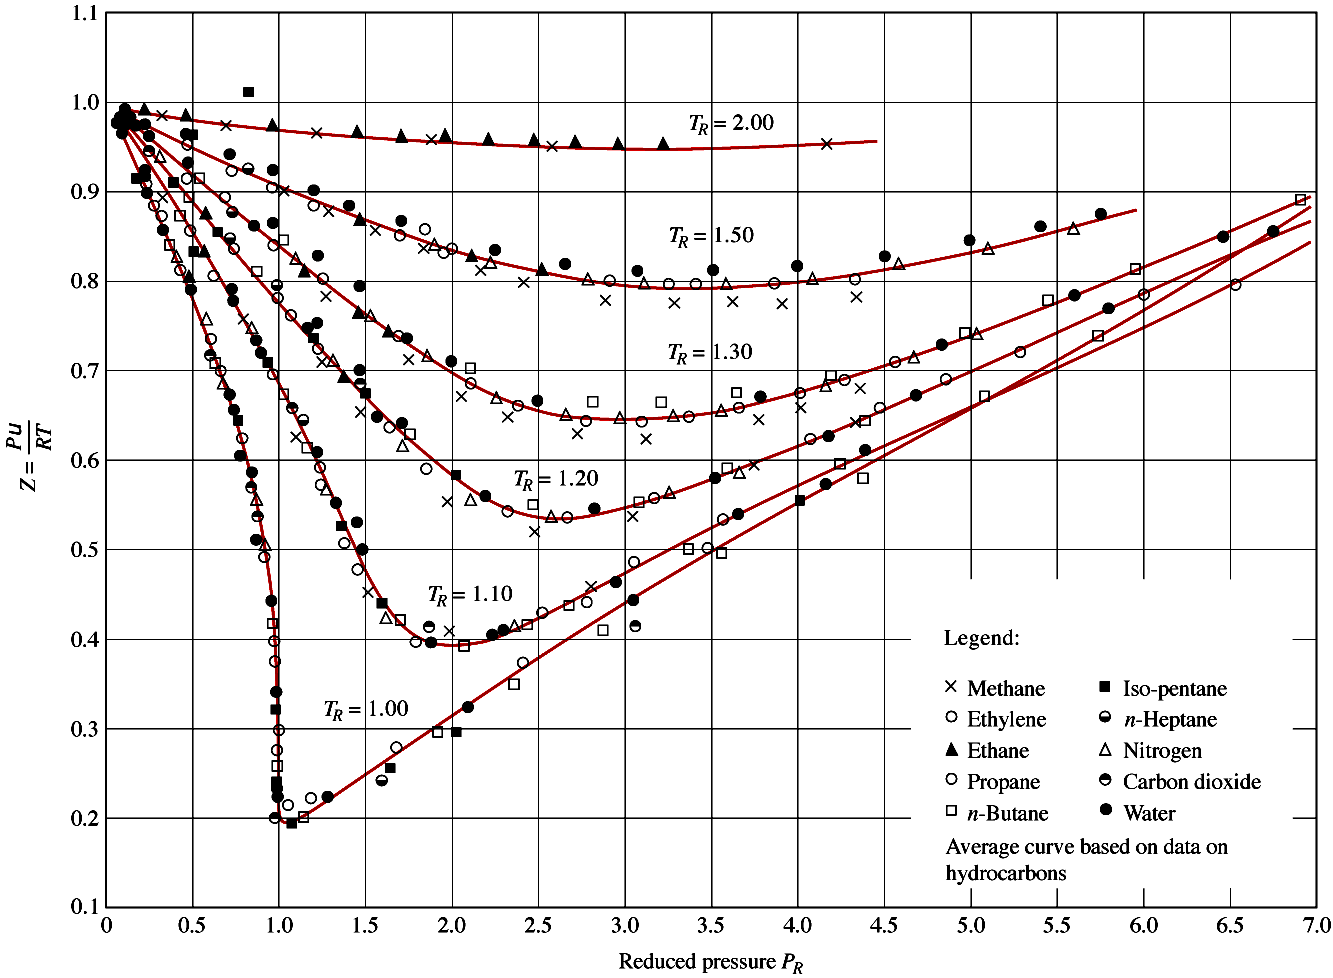 1.1
1.0
0.9
0.8
0.7
0.6
0.5
0.4
0.3
0.2
0.1
Z = Pu/RT
T_R = 2.00
T_R = 1.50
T_R = 1.30
T_R = 1.20
T_R = 1.10
T_R = 1.00
Legend:
Methane
Iso-pentane
Ethylene
n-Heptane
Ethane
Nitrogen
Propane
Carbon dioxide
n-Butane
Water
Average curve based on data on
hydrocarbons
0 0.5 1.0 1.5 2.0 2.5 3.0 3.5 4.0 4.5 5.0 5.5 6.0 6.5 7.0
Reduced pressure P_R